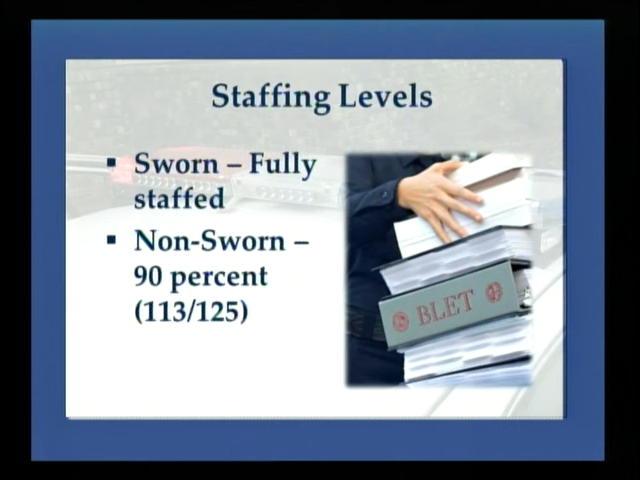 Staffing Levels
▪ Sworn – Fully
staffed
▪ Non-Sworn –
90 percent
(113/125)
BLET